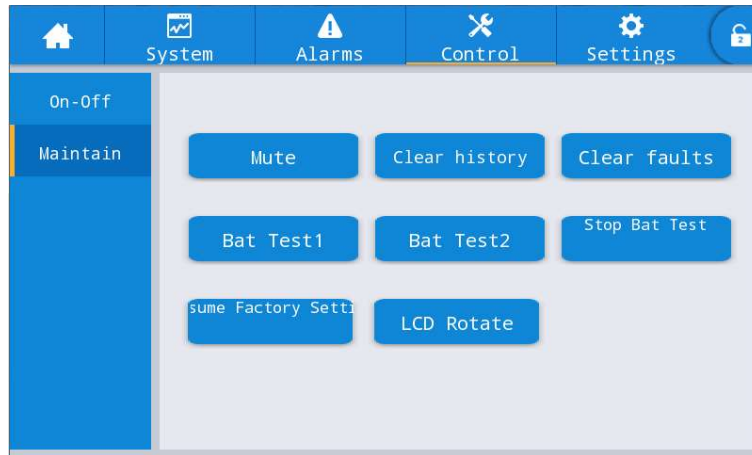 System Alarms Control Settings
2
On-Off
Maintain
Mute Clear history Clear faults
Bat Test1 Bat Test2 Stop Bat Test
sume Factory Setti LCD Rotate